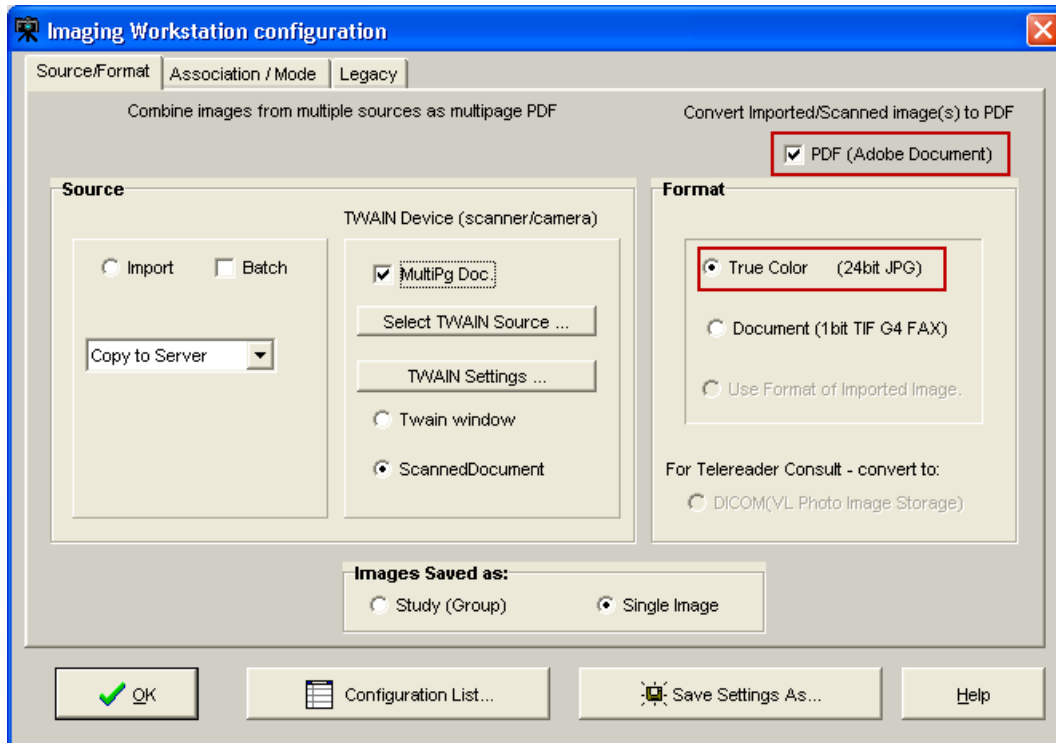 Imaging Workstation configuration
Source/Format Association / Mode Legacy
Combine images from multiple sources as multipage PDF
Convert Imported/Scanned image(s) to PDF
PDF (Adobe Document)
Source
Import Batch
Copy to Server
TWAIN Device (scanner/camera)
MultiPg Doc.
Select TWAIN Source ...
TWAIN Settings ...
Twain window
ScannedDocument
Format
True Color (24bit JPG)
Document (1bit TIF G4 FAX)
Use Format of Imported Image.
For Telereader Consult - convert to:
DICOM(VL Photo Image Storage)
Images Saved as:
Study (Group) Single Image
OK Configuration List... Save Settings As... Help